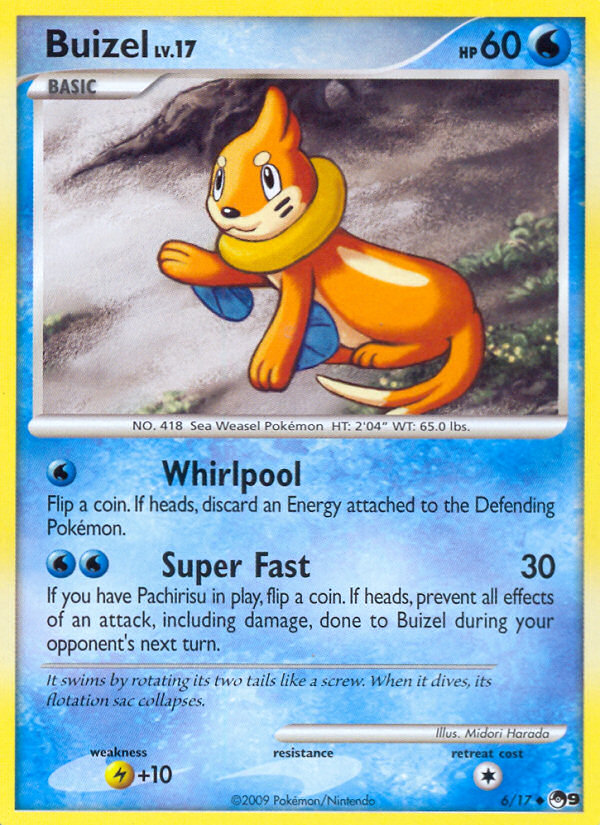 Buizel LV.17 HP 60
BASIC
NO. 418 Sea Weasel Pokémon HT: 2'04" WT: 65.0 lbs.
Whirlpool
Flip a coin. If heads, discard an Energy attached to the Defending
Pokémon.
Super Fast 30
If you have Pachirisu in play, flip a coin. If heads, prevent all effects
of an attack, including damage, done to Buizel during your
opponent's next turn.
It swims by rotating its two tails like a screw. When it dives, its
flotation sac collapses.
Illus. Midori Harada
weakness resistance retreat cost
+10
©2009 Pokémon/Nintendo 6/17 9